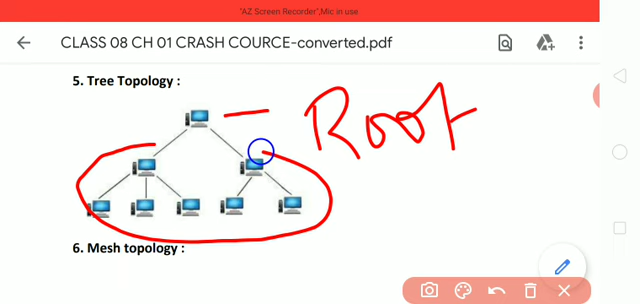 "AZ Screen Recorder",Mic in use
CLASS 08 CH 01 CRASH COURCE-converted.pdf
5. Tree Topology :
Root
6. Mesh topology :